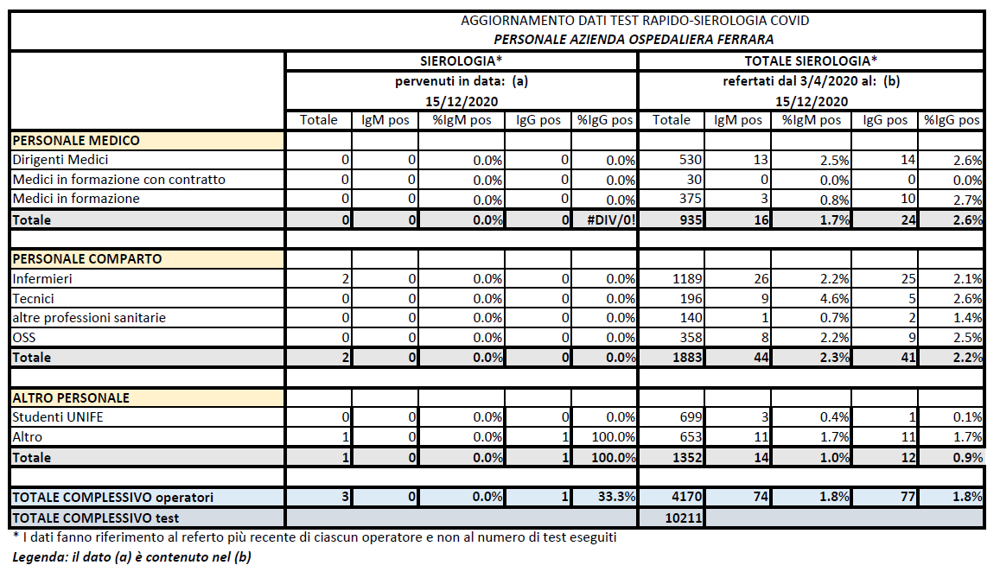 AGGIORNAMENTO DATI TEST RAPIDO-SIEROLOGIA COVID
PERSONALE AZIENDA OSPEDALIERA FERRARA
SIEROLOGIA* TOTALE SIEROLOGIA*
pervenuti in data: (a) refertati dal 3/4/2020 al: (b)
15/12/2020 15/12/2020
Totale IgM pos %IgM pos IgG pos %IgG pos Totale IgM pos %IgM pos IgG pos %IgG pos
PERSONALE MEDICO
Dirigenti Medici 0 0 0.0% 0 0.0% 530 13 2.5% 14 2.6%
Medici in formazione con contratto 0 0 0.0% 0 0.0% 30 0 0.0% 0 0.0%
Medici in formazione 0 0 0.0% 0 0.0% 375 3 0.8% 10 2.7%
Totale 0 0 0.0% 0 #DIV/0! 935 16 1.7% 24 2.6%
PERSONALE COMPARTO
Infermieri 2 0 0.0% 0 0.0% 1189 26 2.2% 25 2.1%
Tecnici 0 0 0.0% 0 0.0% 196 9 4.6% 5 2.6%
altre professioni sanitarie 0 0 0.0% 0 0.0% 140 1 0.7% 2 1.4%
OSS 0 0 0.0% 0 0.0% 358 8 2.2% 9 2.5%
Totale 2 0 0.0% 0 0.0% 1883 44 2.3% 41 2.2%
ALTRO PERSONALE
Studenti UNIFE 0 0 0.0% 0 0.0% 699 3 0.4% 1 0.1%
Altro 1 0 0.0% 1 100.0% 653 11 1.7% 11 1.7%
Totale 1 0 0.0% 1 100.0% 1352 14 1.0% 12 0.9%
TOTALE COMPLESSIVO operatori 3 0 0.0% 1 33.3% 4170 74 1.8% 77 1.8%
TOTALE COMPLESSIVO test 10211
* I dati fanno riferimento al referto più recente di ciascun operatore e non al numero di test eseguiti
Legenda: il dato (a) è contenuto nel (b)